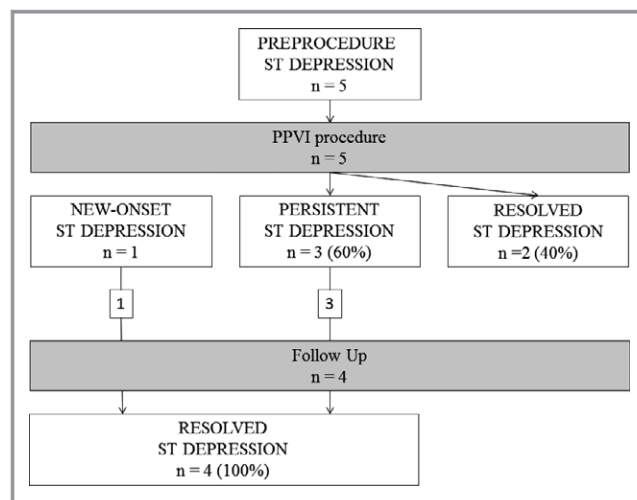 PREPROCEDURE
ST DEPRESSION
n = 5
PPVI procedure
n = 5
NEW-ONSET
ST DEPRESSION
n = 1
PERSISTENT
ST DEPRESSION
n = 3 (60%)
RESOLVED
ST DEPRESSION
n =2 (40%)
1
3
Follow Up
n = 4
RESOLVED
ST DEPRESSION
n = 4 (100%)